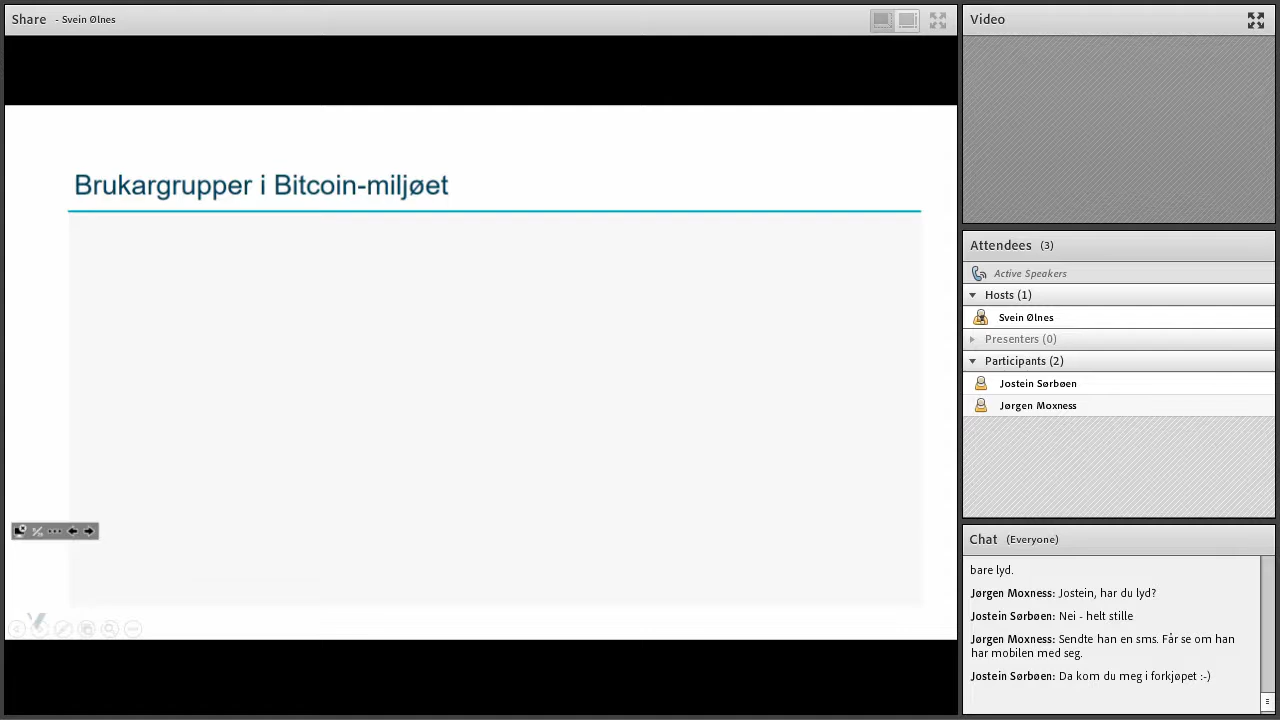 Share - Svein Ølnes
Brukargrupper i Bitcoin-miljøet
Video
Attendees (3)
Active Speakers
Hosts (1)
Svein Ølnes
Presenters (0)
Participants (2)
Jostein Sørbøen
Jørgen Moxness
Chat (Everyone)
bare lyd.
Jørgen Moxness: Jostein, har du lyd?
Jostein Sørbøen: Nei - helt stille
Jørgen Moxness: Sendte han en sms. Får se om han
har mobilen med seg.
Jostein Sørbøen: Da kom du meg i forkjøpet :-)